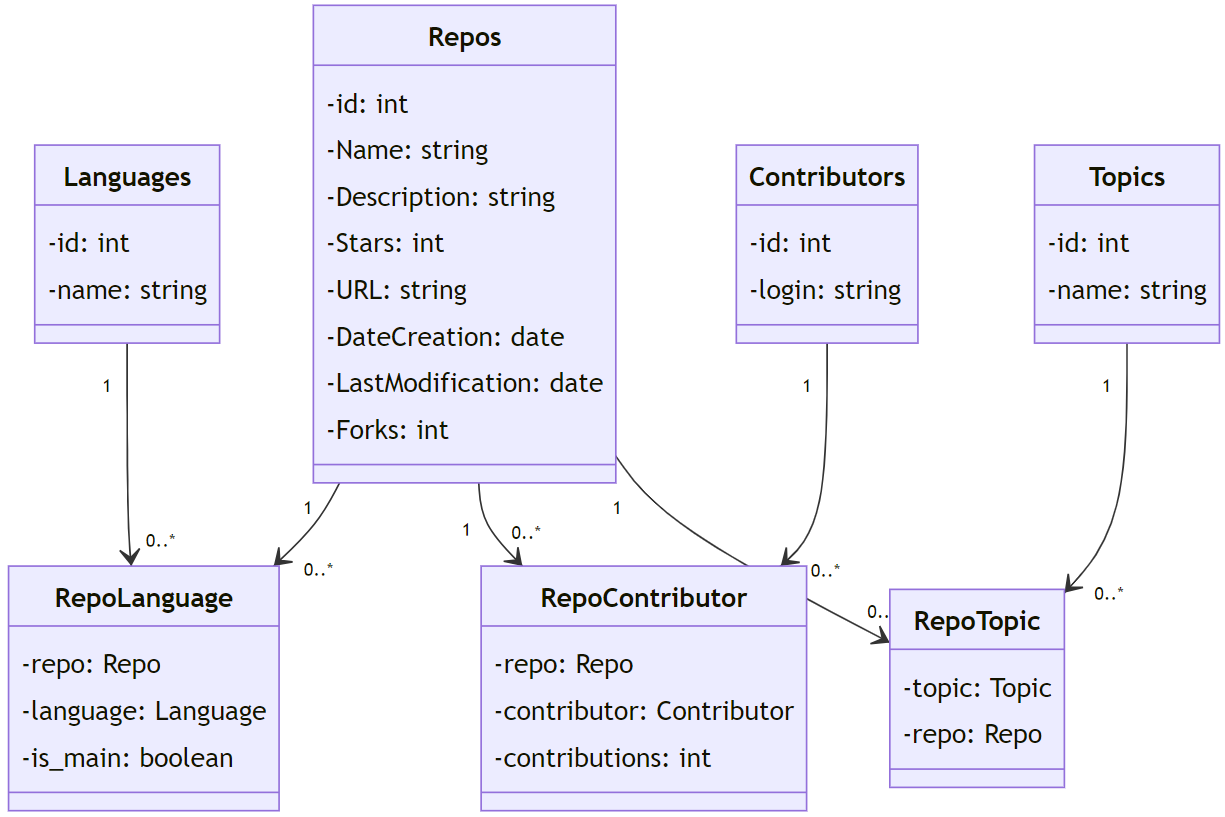 Repos
-id: int
-Name: string
-Description: string
-Stars: int
-URL: string
-DateCreation: date
-LastModification: date
-Forks: int
Languages
-id: int
-name: string
Contributors
-id: int
-login: string
Topics
-id: int
-name: string
1
1
1
1
1
1
0..*
0..*
0..*
0..*
0..*
0..
RepoLanguage
-repo: Repo
-language: Language
-is_main: boolean
RepoContributor
-repo: Repo
-contributor: Contributor
-contributions: int
RepoTopic
-topic: Topic
-repo: Repo